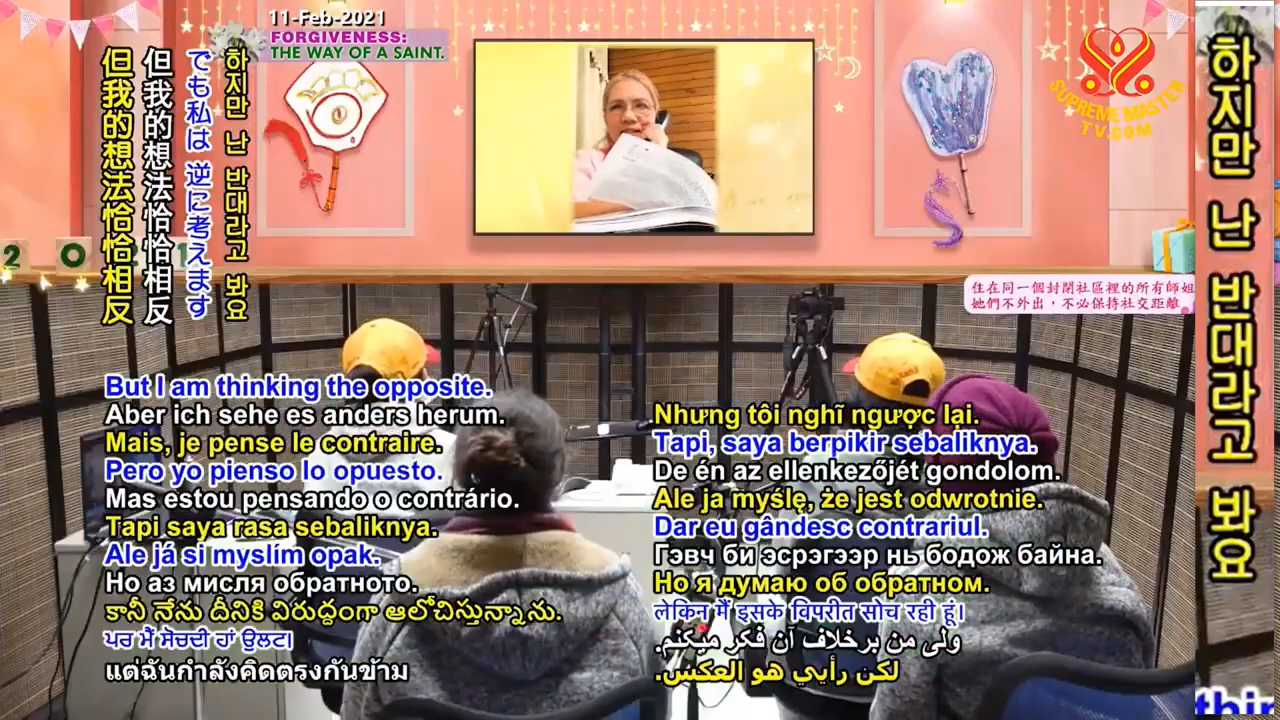 11-Feb-2021
FORGIVENESS:
THE WAY OF A SAINT.
SUPREME MASTER
TV.COM
하지만 난 반대라고 봐요
でも私は 逆に考えます
但我的想法恰恰相反
但我的想法恰恰相反
하지만 난 반대라고 봐요
2 0 1
住在同一個封閉社區裡的所有師姐
她們不外出，不必保持社交距離。
But I am thinking the opposite.
Aber ich sehe es anders herum.
Mais, je pense le contraire.
Pero yo pienso lo opuesto.
Mas estou pensando o contrário.
Tapi saya rasa sebaliknya.
Ale já si myslím opak.
Но аз мисля обратното.
కానీ నేను దీనికి విరుద్ధంగా ఆలోచిస్తున్నాను.
ਪਰ ਮੈਂ ਸੋਚਦੀ ਹਾਂ ਉਲਟ।
แต่ฉันกำลังคิดตรงกันข้าม
Nhưng tôi nghĩ ngược lại.
Tapi, saya berpikir sebaliknya.
De én az ellenkezőjét gondolom.
Ale ja myślę, że jest odwrotnie.
Dar eu gândesc contrariul.
Гэвч би эсрэгээр нь бодож байна.
Но я думаю об обратном.
लेकिन मैं इसके विपरीत सोच रही हूं।
ولی من برخلاف آن فکر میکنم.
لكن رأيي هو العكس.
thin